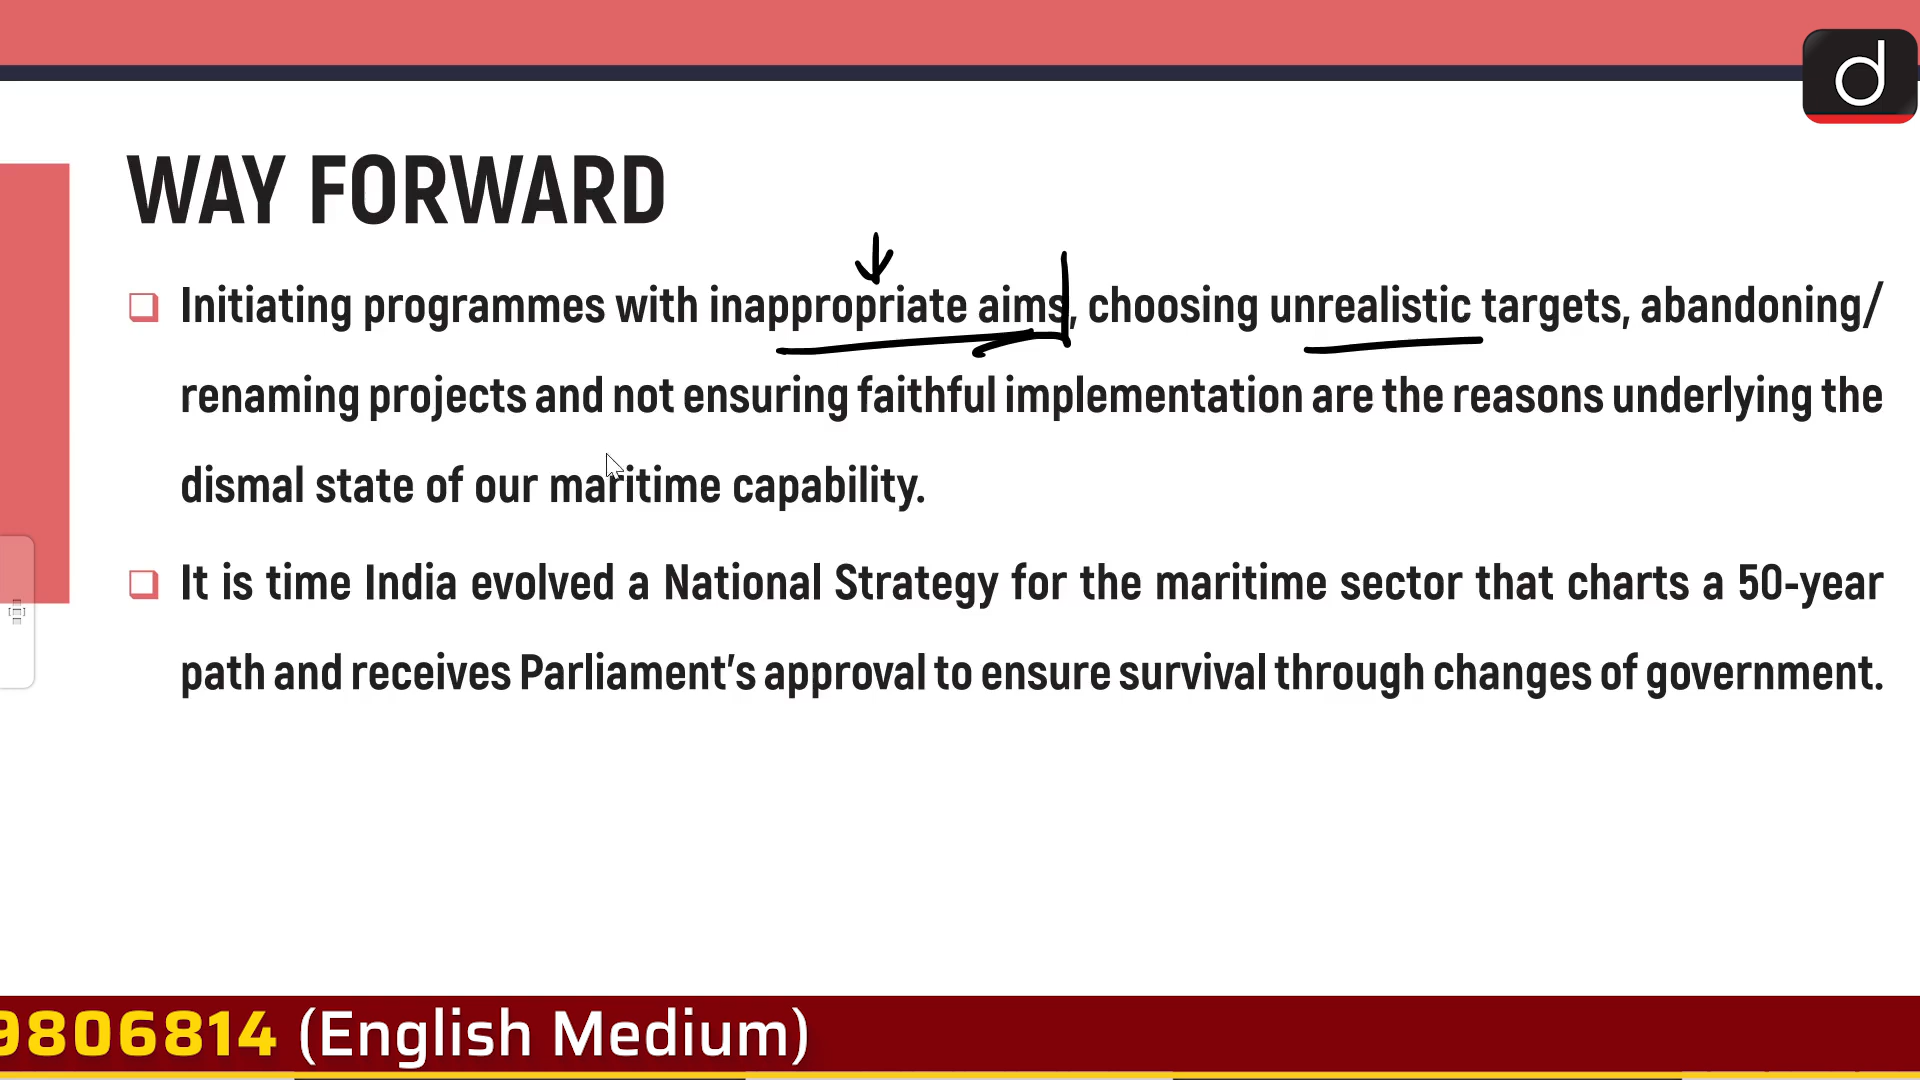 d
WAY FORWARD
Initiating programmes with inappropriate aims, choosing unrealistic targets, abandoning/
renaming projects and not ensuring faithful implementation are the reasons underlying the
dismal state of our maritime capability.
It is time India evolved a National Strategy for the maritime sector that charts a 50-year
path and receives Parliament's approval to ensure survival through changes of government.
9806814 (English Medium)